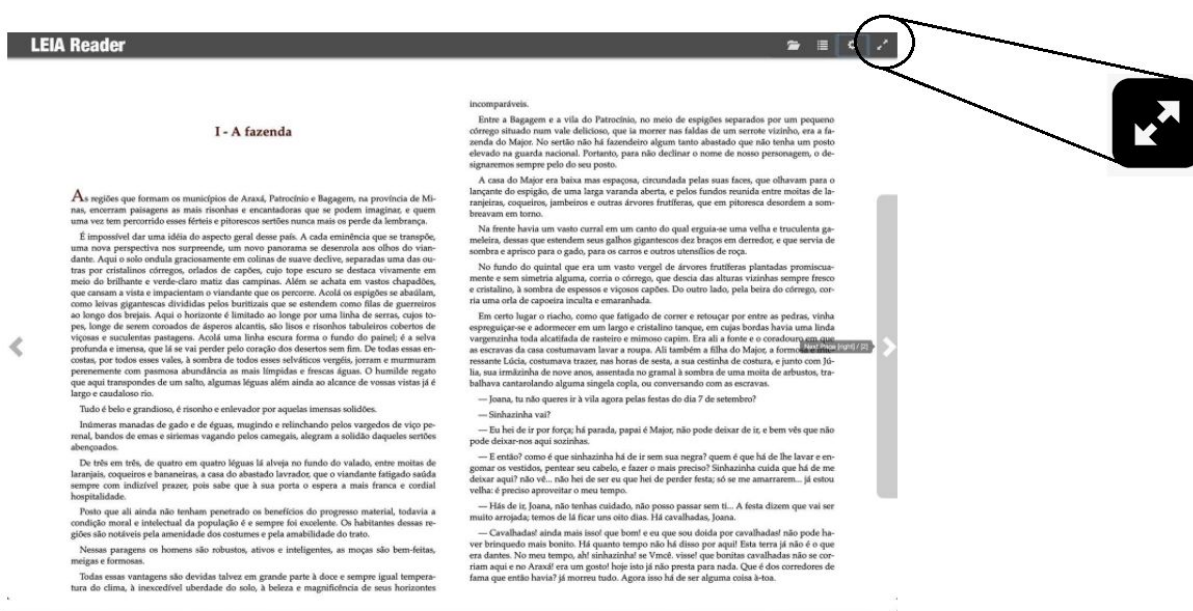 LEIA Reader
I - A fazenda
As regiões que formam os municípios de Araxá, Patrocínio e Bagagem, na província de Mi-
nas, encerram paisagens as mais risonhas e encantadoras que se podem imaginar, e quem
uma vez tem percorrido esses férteis e pitorescos sertões nunca mais os perde da lembrança.
É impossível dar uma idéia do aspecto geral desse país. A cada eminência que se transpõe,
uma nova perspectiva nos surpreende, um novo panorama se desenrola aos olhos do vian-
dante. Aqui o solo ondula graciosamente em colinas de suave declive, separadas uma das ou-
tras por cristalinos córregos, orlados de capões, cujo tope escuro se destaca vivamente em
meio do brilhante e verde-claro matiz das campinas. Além se achata em vastos chapadões,
que cansam a vista e impacientam o viandante que os percorre. Acolá os espigões se abaúlam,
como leivas gigantescas divididas pelos buritizais que se estendem como filas de guerreiros
ao longo dos brejais. Aqui o horizonte é limitado ao longe por uma linha de serras, cujos to-
pes, longe de serem coroados de ásperos alcantis, são lisos e risonhos tabuleiros cobertos de
viçosas e suculentas pastagens. Acolá uma linha escura forma o fundo do painel; é a selva
profunda e imensa, que lá se vai perder pelo coração dos desertos sem fim. De todas essas en-
costas, por todos esses vales, à sombra de todos esses selváticos vergéis, jorram e murmuram
perenemente com pasmosa abundância as mais límpidas e frescas águas. O humilde regato
que aqui transpondes de um salto, algumas léguas além ainda ao alcance de vossas vistas já é
largo e caudaloso rio.
Tudo é belo e grandioso, é risonho e enlevador por aquelas imensas solidões.
Inúmeras manadas de gado e de éguas, mugindo e relinchando pelos vargedos de viço pe-
renal, bandos de emas e siriemas vagando pelos camegais, alegram a solidão daqueles sertões
abençoados.
De três em três, de quatro em quatro léguas lá alveja no fundo do valado, entre moitas de
laranjais, coqueiros e bananeiras, a casa do abastado lavrador, que o viandante fatigado saúda
sempre com indizível prazer, pois sabe que à sua porta o espera a mais franca e cordial
hospitalidade.
Posto que ali ainda não tenham penetrado os benefícios do progresso material, todavia a
condição moral e intelectual da população é e sempre foi excelente. Os habitantes dessas re-
giões são notáveis pela amenidade dos costumes e pela amabilidade do trato.
Nessas paragens os homens são robustos, ativos e inteligentes, as moças são bem-feitas,
meigas e formosas.
Todas essas vantagens são devidas talvez em grande parte à doce e sempre igual tempera-
tura do clima, à inexcedível uberdade do solo, à beleza e magnificência de seus horizontes
incomparáveis.
Entre a Bagagem e a vila do Patrocínio, no meio de espigões separados por um pequeno
córrego situado num vale delicioso, que ia morrer nas faldas de um serrote vizinho, era a fa-
zenda do Major. No sertão não há fazendeiro algum tanto abastado que não tenha um posto
elevado na guarda nacional. Portanto, para não declinar o nome de nosso personagem, o de-
signaremos sempre pelo do seu posto.
A casa do Major era baixa mas espaçosa, circundada pelas suas faces, que olhavam para o
lançante do espigão, de uma larga varanda aberta, e pelos fundos reunida entre moitas de la-
ranjeiras, coqueiros, jambeiros e outras árvores frutíferas, que em pitoresca desordem a som-
breavam em torno.
Na frente havia um vasto curral em um canto do qual erguia-se uma velha e truculenta ga-
meleira, dessas que estendem seus galhos gigantescos dez braços em derredor, e que servia de
sombra e aprisco para o gado, para os carros e outros utensílios de roça.
No fundo do quintal que era um vasto vergel de árvores frutíferas plantadas promiscua-
mente e sem simetria alguma, corria o córrego, que descia das alturas vizinhas sempre fresco
e cristalino, à sombra de espessos e viçosos capões. Do outro lado, pela beira do córrego, cor-
ria uma orla de capoeira inculta e emaranhada.
Em certo lugar o riacho, como que fatigado de correr e retouçar por entre as pedras, vinha
espreguiçar-se e adormecer em um largo e cristalino tanque, em cujas bordas havia uma linda
vargenzinha toda alcatifada de rasteiro e mimoso capim. Era ali a fonte e o coradouro em que
as escravas da casa costumavam lavar a roupa. Ali também a filha do Major, a formosa e
ressante Lúcia, costumava trazer, nas horas de sesta, a sua cestinha de costura, e junto com Jú-
lia, sua irmãzinha de nove anos, assentada no gramal à sombra de uma moita de arbustos, tra-
balhava cantarolando alguma singela copla, ou conversando com as escravas.
Next Page [right] / [2]
— Joana, tu não queres ir à vila agora pelas festas do dia 7 de setembro?
— Sinhazinha vai?
— Eu hei de ir por força; há parada, papai é Major, não pode deixar de ir, e bem vês que não
pode deixar-nos aqui sozinhas.
— E então? como é que sinhazinha há de ir sem sua negra? quem é que há de lhe lavar e en-
gomar os vestidos, pentear seu cabelo, e fazer o mais preciso? Sinhazinha cuida que há de me
deixar aqui? não vê... não hei de ser eu que hei de perder festa; só se me amarrarem... já estou
velha: é preciso aproveitar o meu tempo.
— Hás de ir, Joana, não tenhas cuidado, não posso passar sem ti... A festa dizem que vai ser
muito arrojada; temos de lá ficar uns oito dias. Há cavalhadas, Joana.
— Cavalhadas! ainda mais isso! que bom! e eu que sou doida por cavalhadas! não pode ha-
ver brinquedo mais bonito. Há quanto tempo não há disso por aqui! Esta terra já não é o que
era dantes. No meu tempo, ah! sinhazinha! se Vmcê. visse! que bonitas cavalhadas não se cor-
riam aqui e no Araxá! era um gosto! hoje isto já não presta para nada. Que é dos corredores de
fama que então havia? já morreu tudo. Agora isso há de ser alguma coisa à-toa.